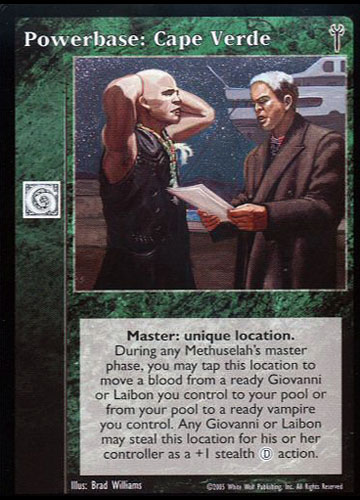 Powerbase: Cape Verde
Master: unique location.
During any Methuselah's master
phase, you may tap this location to
move a blood from a ready Giovanni
or Laibon you control to your pool or
from your pool to a ready vampire
you control. Any Giovanni or Laibon
may steal this location for his or her
controller as a +1 stealth Ⓓ action.
Illus: Brad Williams
©2005 White Wolf Publishing, Inc. All Rights Reserved